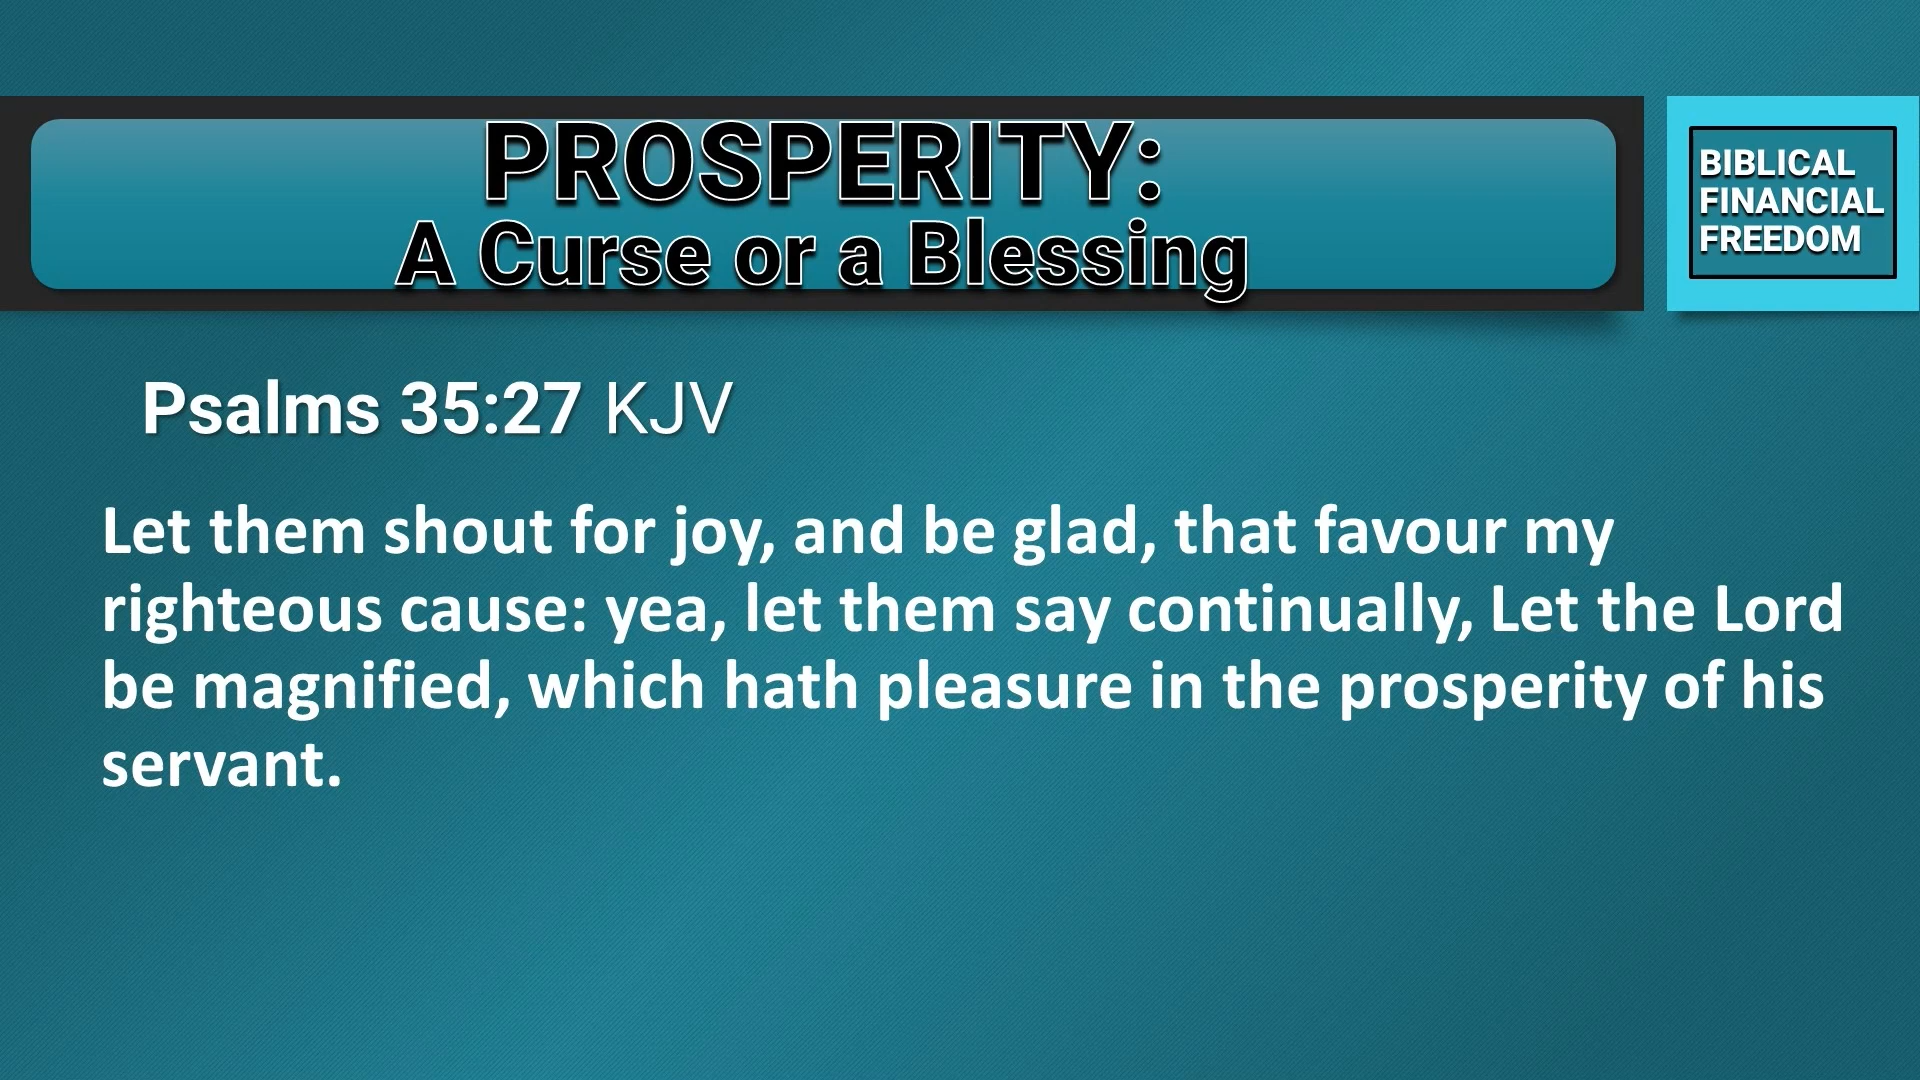 PROSPERITY:
A Curse or a Blessing
BIBLICAL
FINANCIAL
FREEDOM
Psalms 35:27 KJV
Let them shout for joy, and be glad, that favour my
righteous cause: yea, let them say continually, Let the Lord
be magnified, which hath pleasure in the prosperity of his
servant.